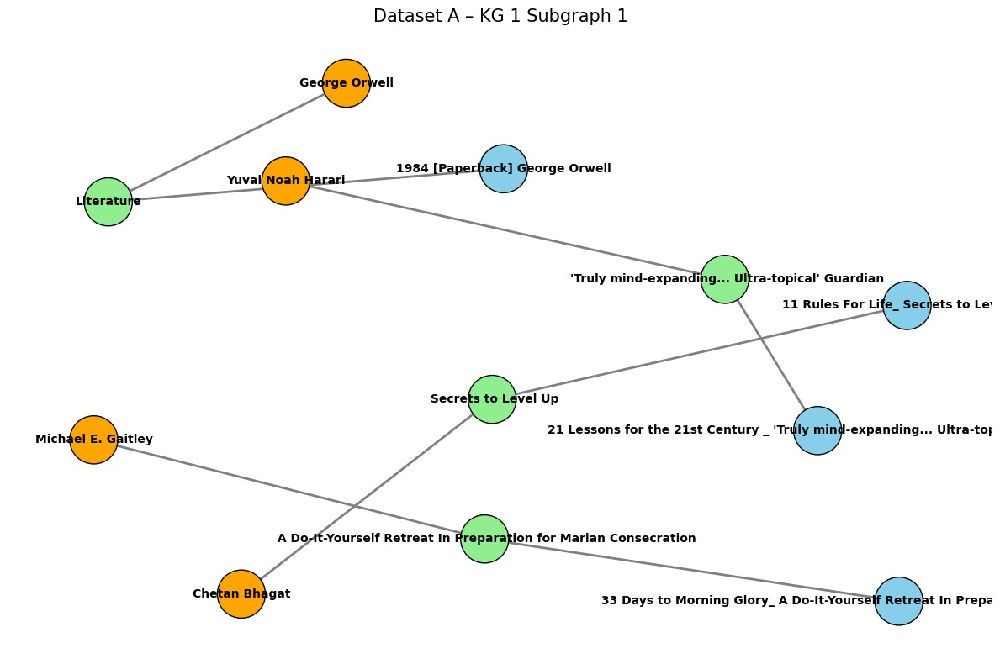 Dataset A – KG 1 Subgraph 1
George Orwell
1984 [Paperback] George Orwell
Yuval Noah Harari
Literature
'Truly mind-expanding... Ultra-topical' Guardian
11 Rules For Life_ Secrets to Lev
Secrets to Level Up
21 Lessons for the 21st Century _ 'Truly mind-expanding... Ultra-top
Michael E. Gaitley
A Do-It-Yourself Retreat In Preparation for Marian Consecration
Chetan Bhagat
33 Days to Morning Glory_ A Do-It-Yourself Retreat In Prepa